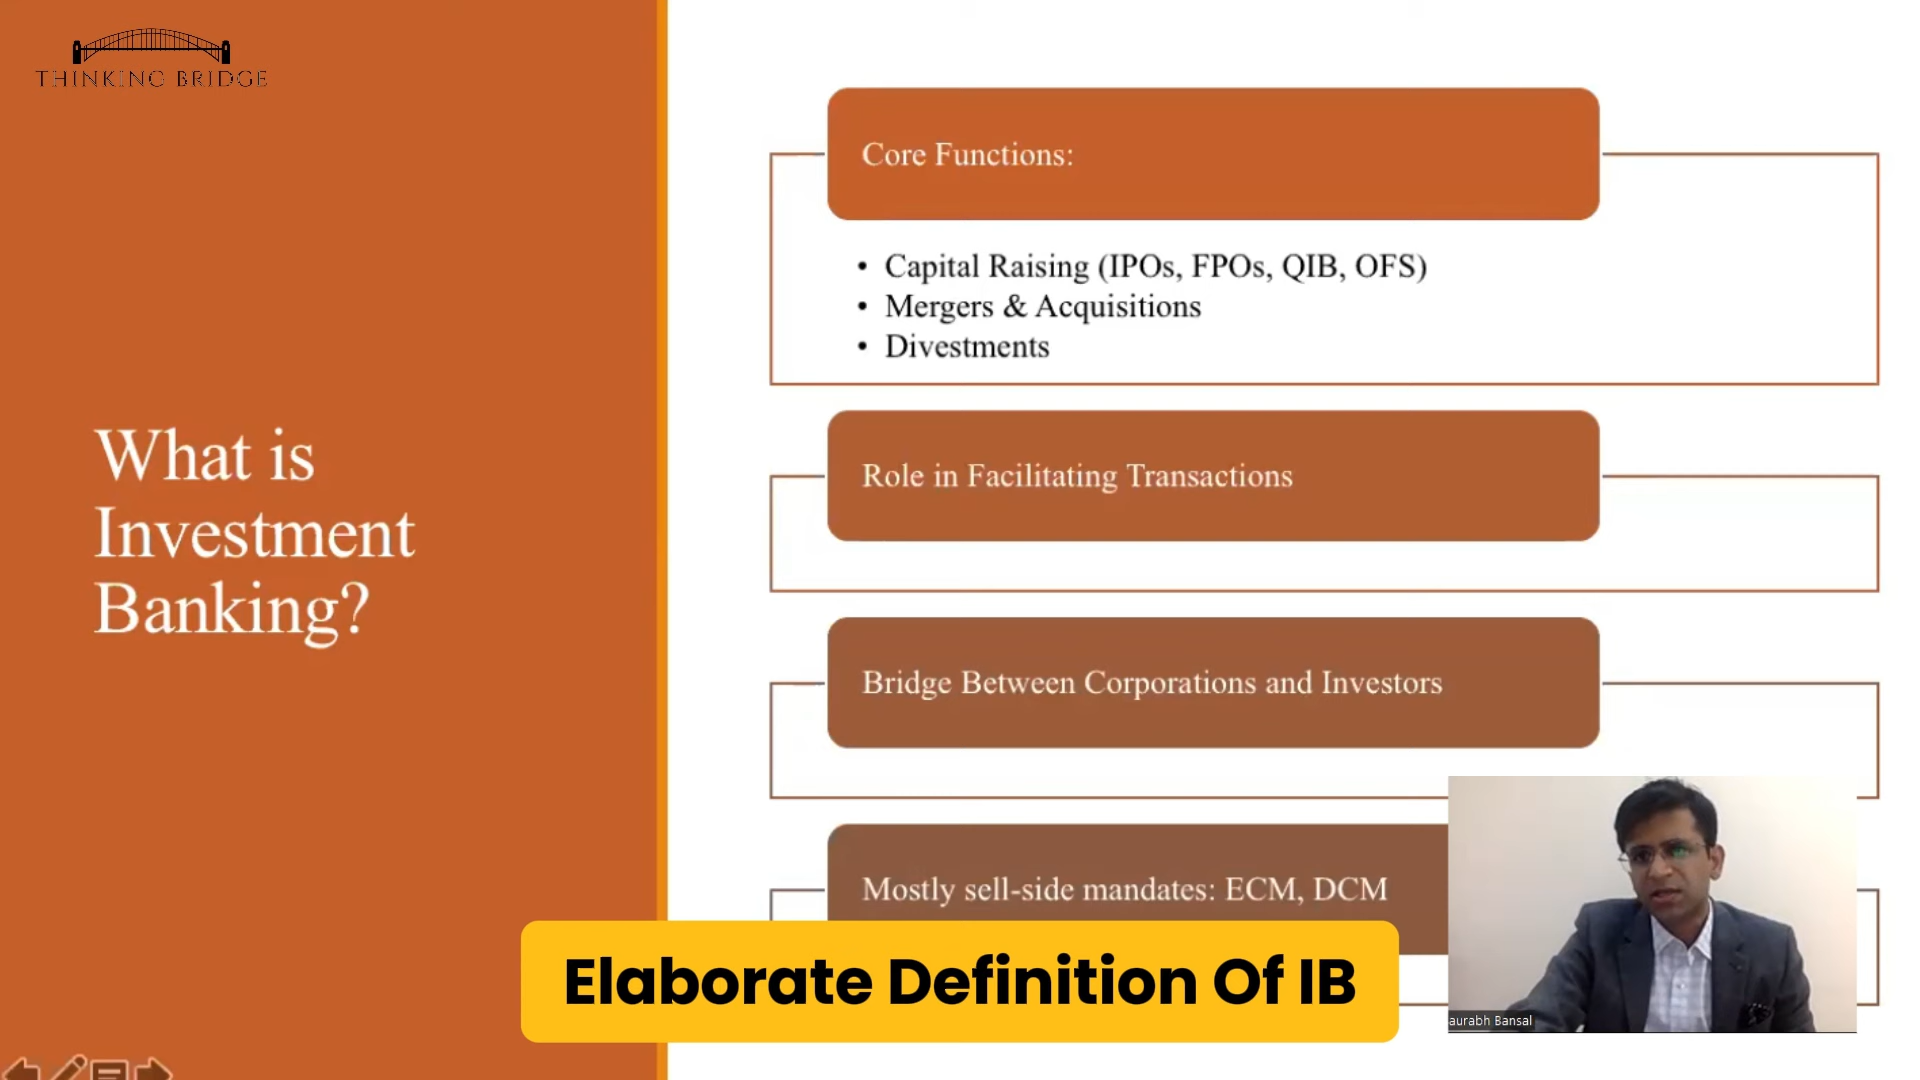 THINKING BRIDGE
What is
Investment
Banking?
Core Functions:
• Capital Raising (IPOs, FPOs, QIB, OFS)
• Mergers & Acquisitions
• Divestments
Role in Facilitating Transactions
Bridge Between Corporations and Investors
Mostly sell-side mandates: ECM, DCM
Elaborate Definition Of IB
aurabh Bansal